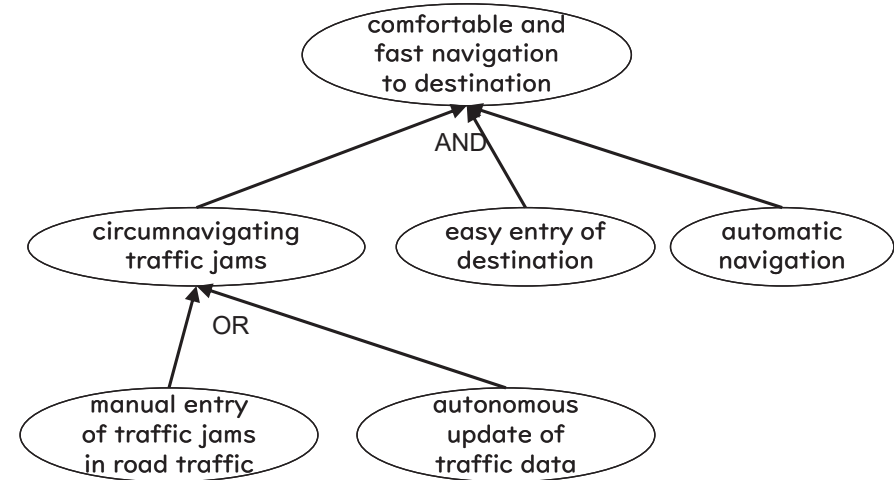 comfortable and
fast navigation
to destination
AND
circumnavigating
traffic jams
easy entry of
destination
automatic
navigation
OR
manual entry
of traffic jams
in road traffic
autonomous
update of
traffic data